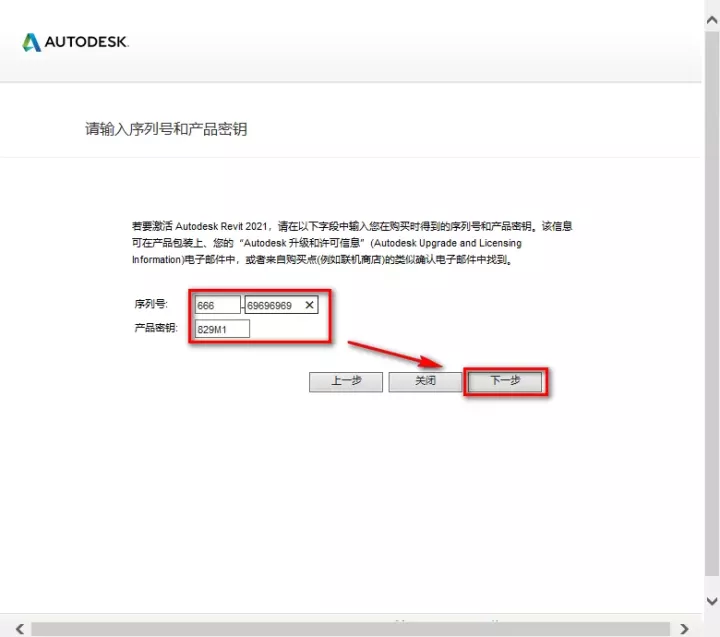 AUTODESK.
请输入序列号和产品密钥
若要激活 Autodesk Revit 2021，请在以下字段中输入您在购买时得到的序列号和产品密钥。该信息
可在产品包装上、您的“Autodesk 升级和许可信息”(Autodesk Upgrade and Licensing
Information)电子邮件中，或者来自购买点(例如联机商店)的类似确认电子邮件中找到。
序列号: 666 - 69696969
产品密钥: 829M1
上一步 关闭 下一步